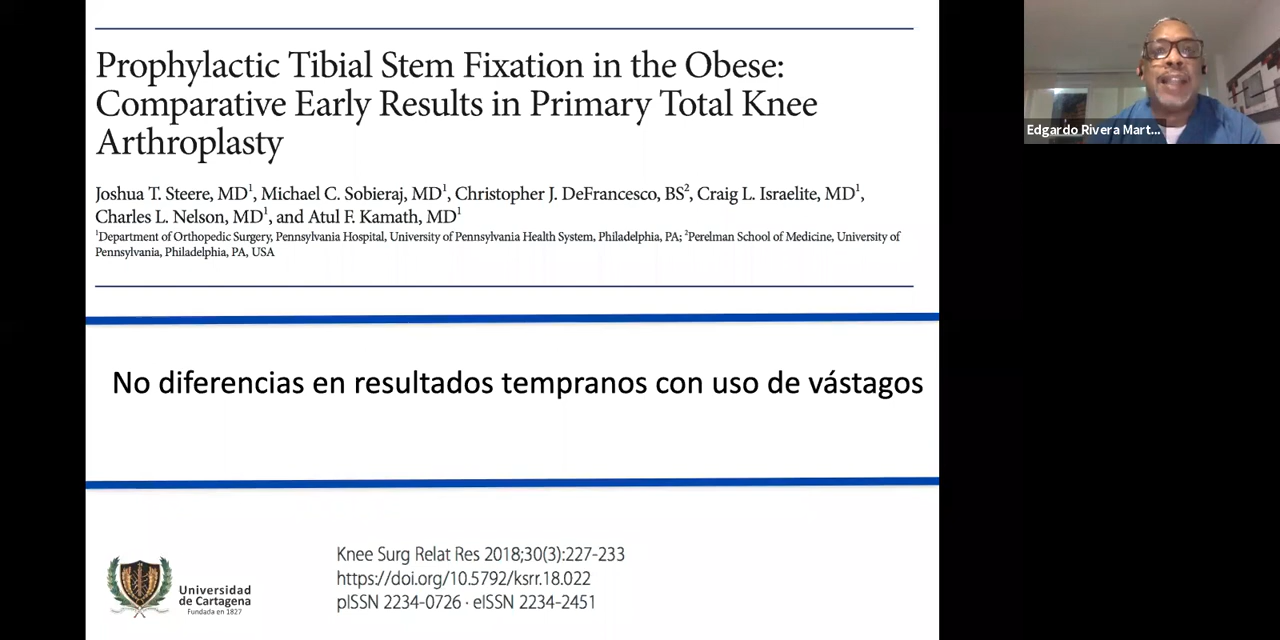 Prophylactic Tibial Stem Fixation in the Obese:
Comparative Early Results in Primary Total Knee
Arthroplasty
Joshua T. Steere, MD¹, Michael C. Sobieraj, MD¹, Christopher J. DeFrancesco, BS², Craig L. Israelite, MD¹,
Charles L. Nelson, MD¹, and Atul F. Kamath, MD¹
¹Department of Orthopedic Surgery, Pennsylvania Hospital, University of Pennsylvania Health System, Philadelphia, PA; ²Perelman School of Medicine, University of
Pennsylvania, Philadelphia, PA, USA
Edgardo Rivera Mart...
No diferencias en resultados tempranos con uso de vástagos
Knee Surg Relat Res 2018;30(3):227-233
https://doi.org/10.5792/ksrr.18.022
pISSN 2234-0726 · eISSN 2234-2451
Universidad
de Cartagena
Fundada en 1827